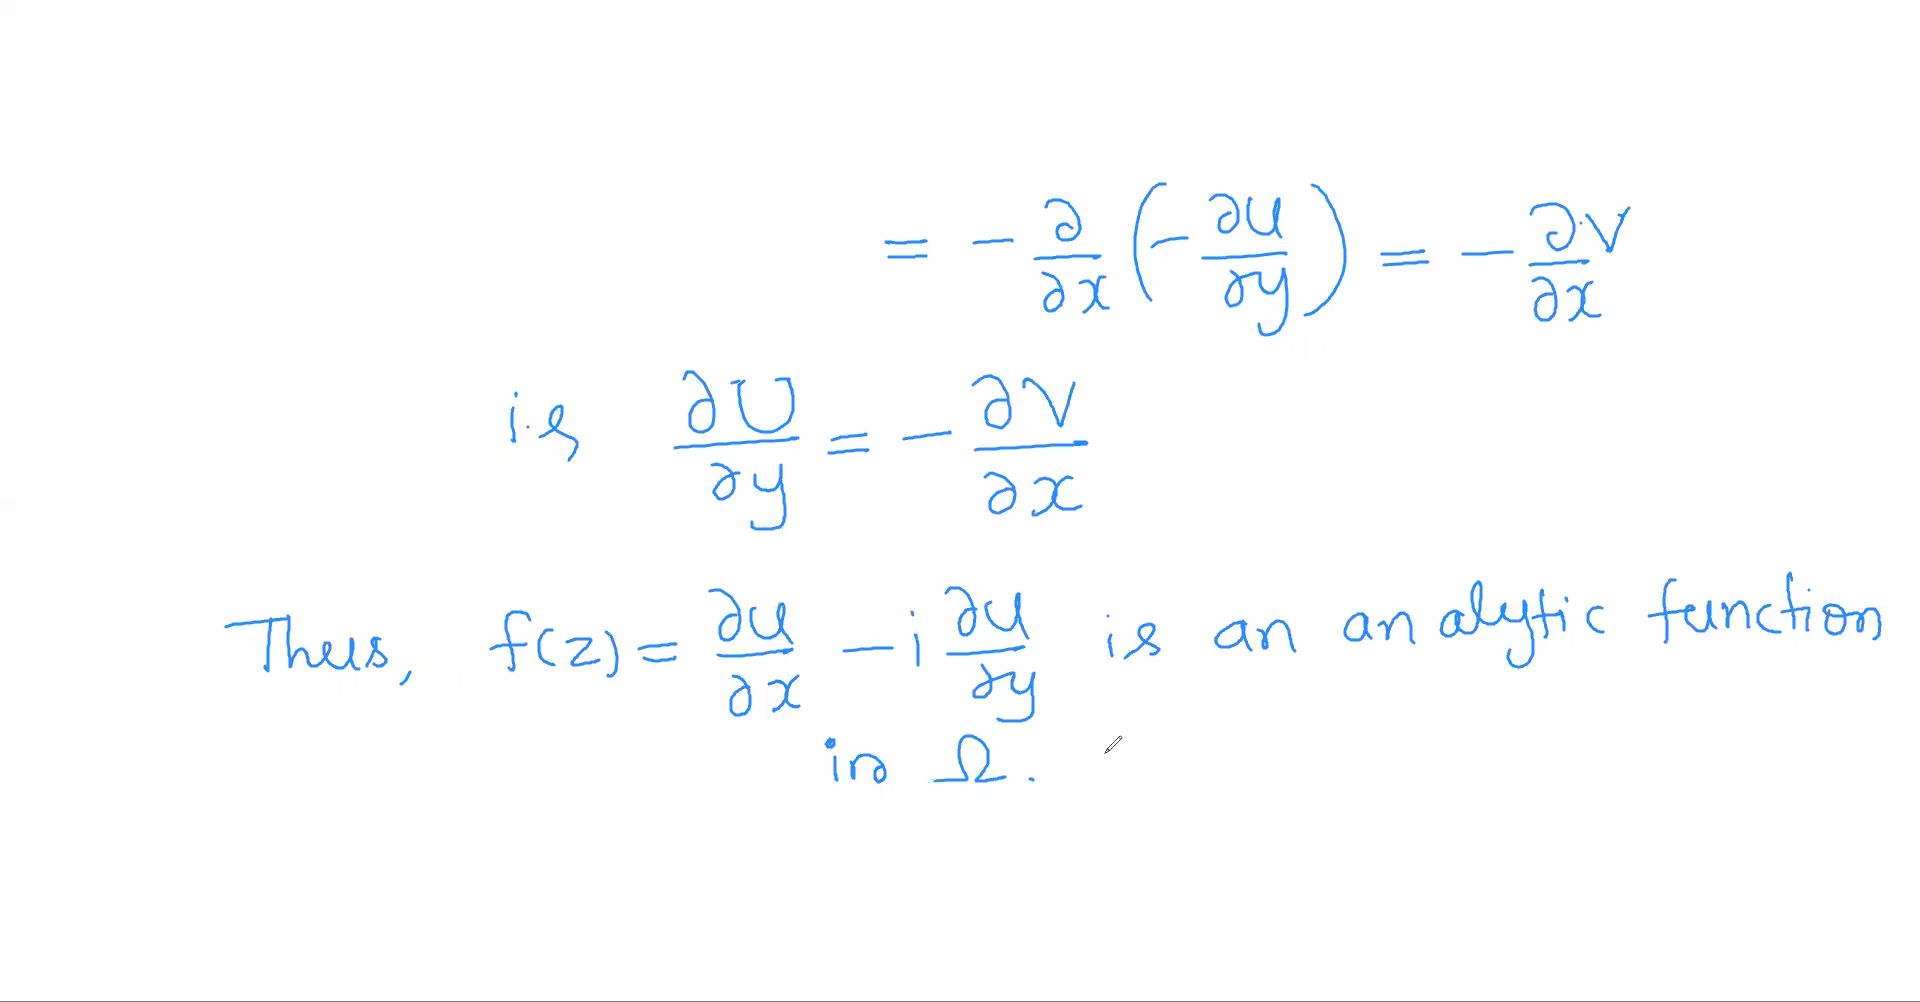 = - ∂/∂x (- ∂u/∂y) = - ∂V/∂x
i.e, ∂U/∂y = - ∂V/∂x
Thus, f(z) = ∂u/∂x - i ∂u/∂y is an analytic function
in Ω.